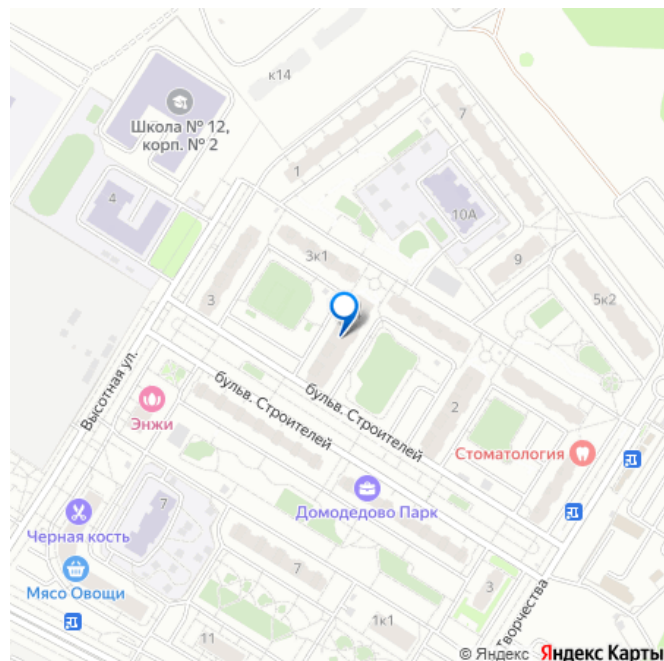 к14
7
Школа № 12,
корп. № 2
1
4
10А
3к1
9
3
5к2
Высотная ул.
бульв. Строителей
бульв. Строителей
2
Энжи
Стоматология
Домодедово Парк
7
Черная кость
7
Мясо Овощи
3
1к1
11
Творчества
© Яндекс Яндекс Карты